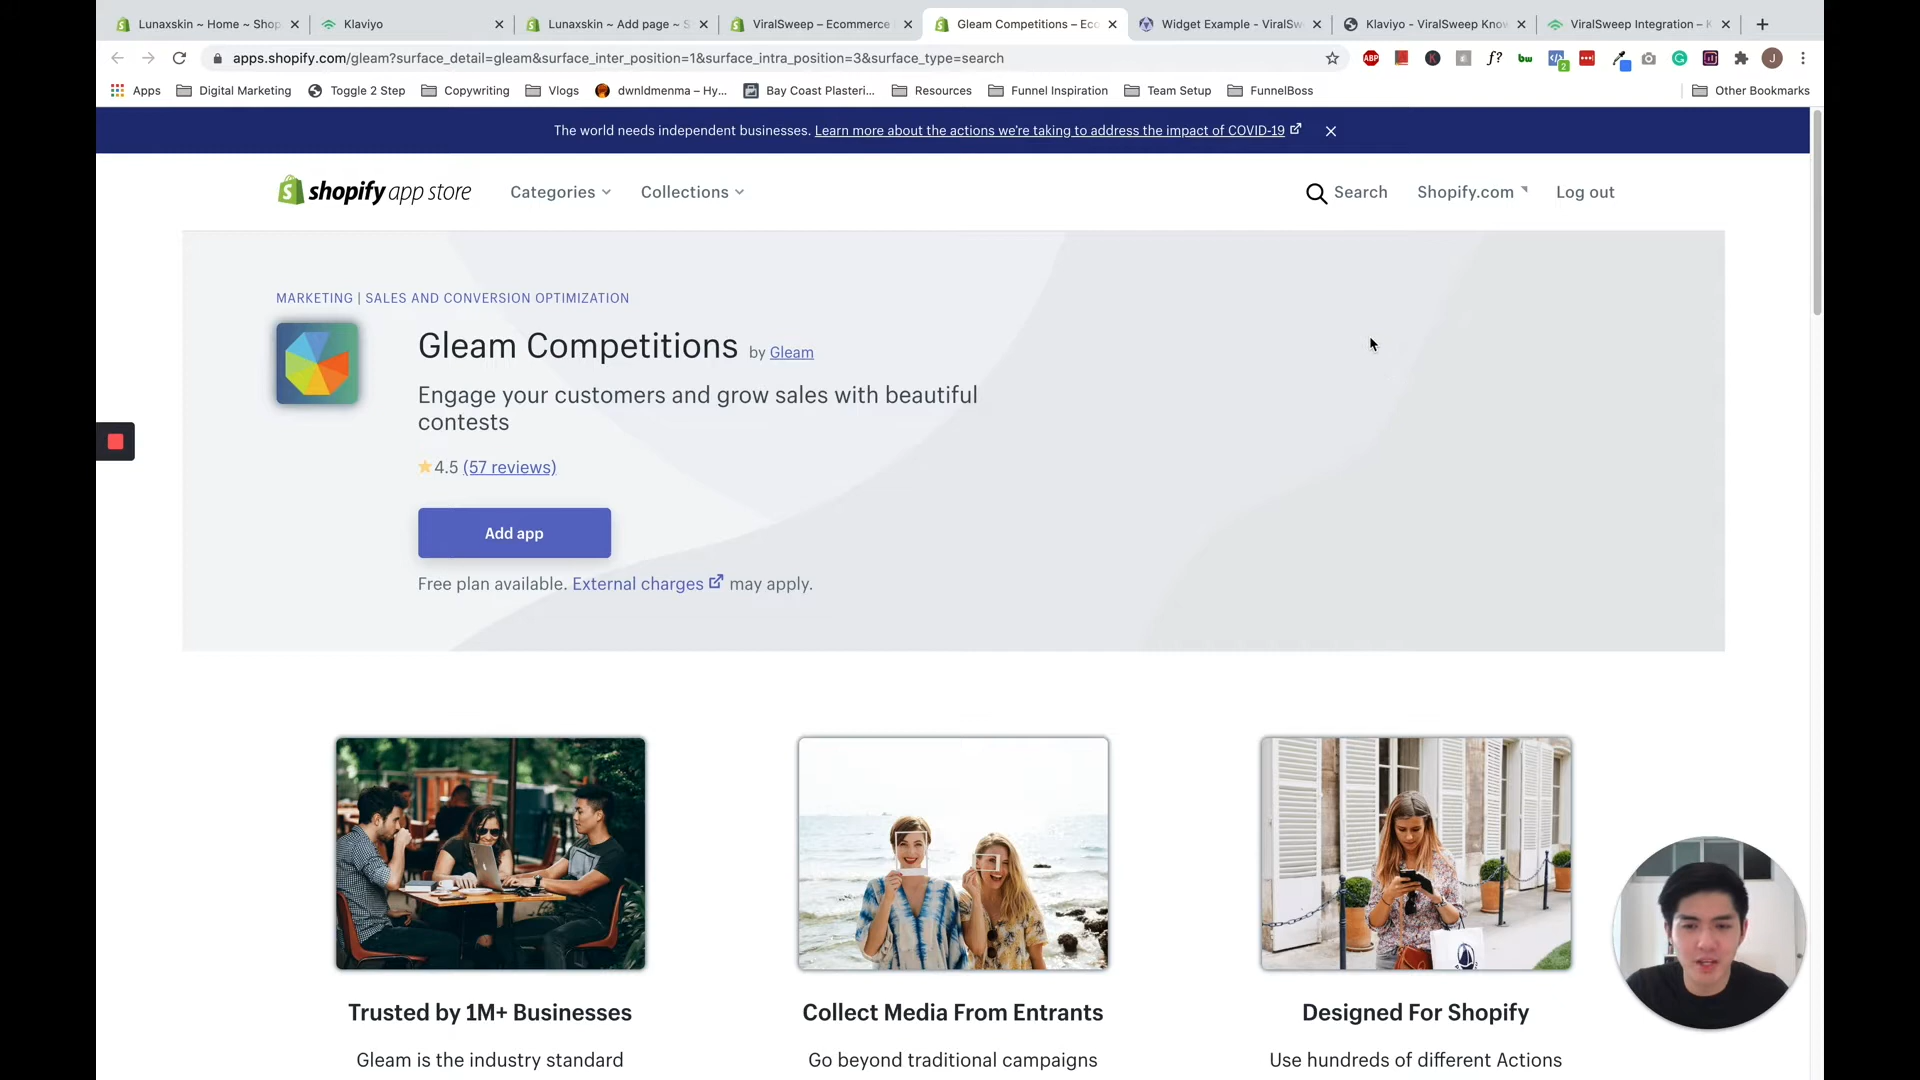 Lunaxskin ~ Home ~ Shop
Klaviyo
Lunaxskin ~ Add page ~ S
ViralSweep – Ecommerce
Gleam Competitions – Eco
Widget Example - ViralSw
Klaviyo - ViralSweep Know
ViralSweep Integration – K
apps.shopify.com/gleam?surface_detail=gleam&surface_inter_position=1&surface_intra_position=3&surface_type=search
ABP
f?
bw
2
J
Apps
Digital Marketing
Toggle 2 Step
Copywriting
Vlogs
dwnldmenma – Hy...
Bay Coast Plasteri...
Resources
Funnel Inspiration
Team Setup
FunnelBoss
Other Bookmarks
The world needs independent businesses. Learn more about the actions we're taking to address the impact of COVID-19
shopify app store
Categories
Collections
Search
Shopify.com
Log out
MARKETING | SALES AND CONVERSION OPTIMIZATION
Gleam Competitions by Gleam
Engage your customers and grow sales with beautiful
contests
4.5 (57 reviews)
Add app
Free plan available. External charges may apply.
Trusted by 1M+ Businesses
Gleam is the industry standard
Collect Media From Entrants
Go beyond traditional campaigns
Designed For Shopify
Use hundreds of different Actions